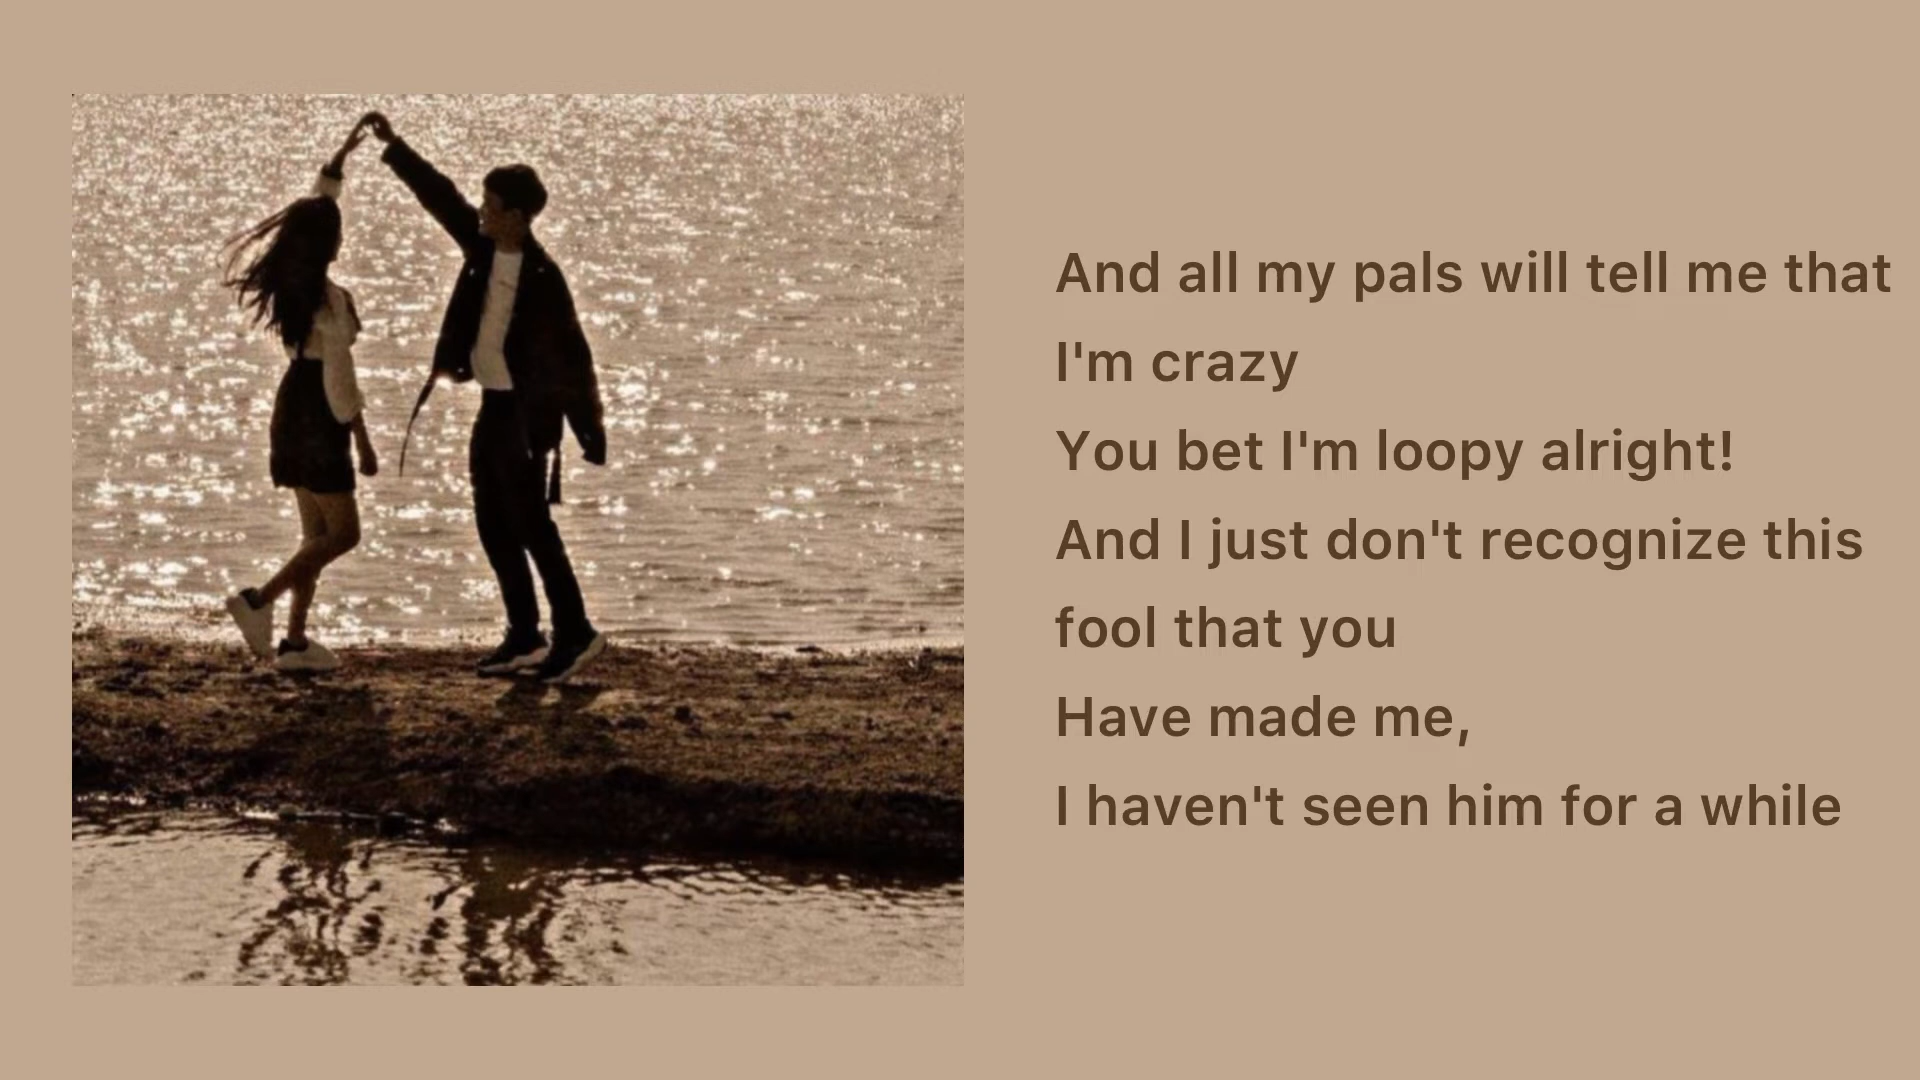 And all my pals will tell me that
I'm crazy
You bet I'm loopy alright!
And I just don't recognize this
fool that you
Have made me,
I haven't seen him for a while